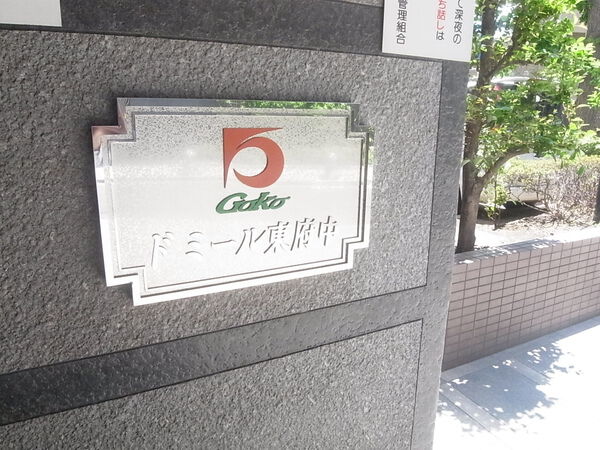 Goko
ドミール東府中
て深夜の
ち話しは
管理組合